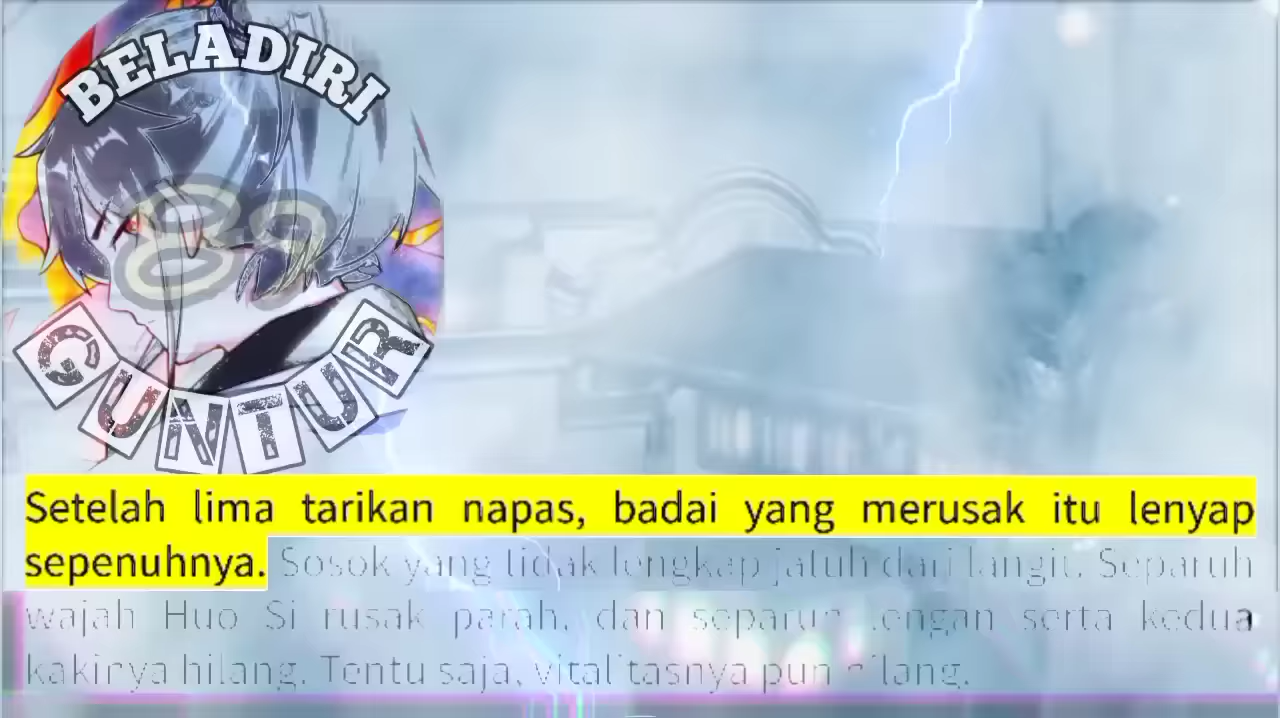 BELADIRI
82
GUNTUR
Setelah lima tarikan napas, badai yang merusak itu lenyap
sepenuhnya. Sosok yang tidak lengkap jatuh dari langit. Separuh
wajah Huo Si rusak parah, dan separuh lengan serta kedua
kakinya hilang. Tentu saja, vitalitasnya pun hilang.